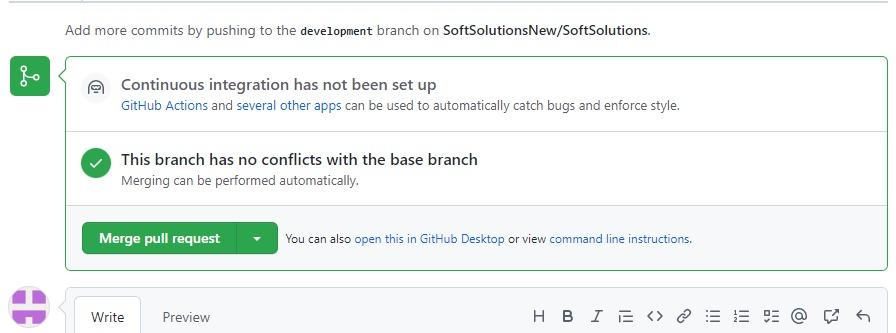 Add more commits by pushing to the development branch on SoftSolutionsNew/SoftSolutions.
Continuous integration has not been set up
GitHub Actions and several other apps can be used to automatically catch bugs and enforce style.
This branch has no conflicts with the base branch
Merging can be performed automatically.
Merge pull request You can also open this in GitHub Desktop or view command line instructions.
Write Preview H B I <> @